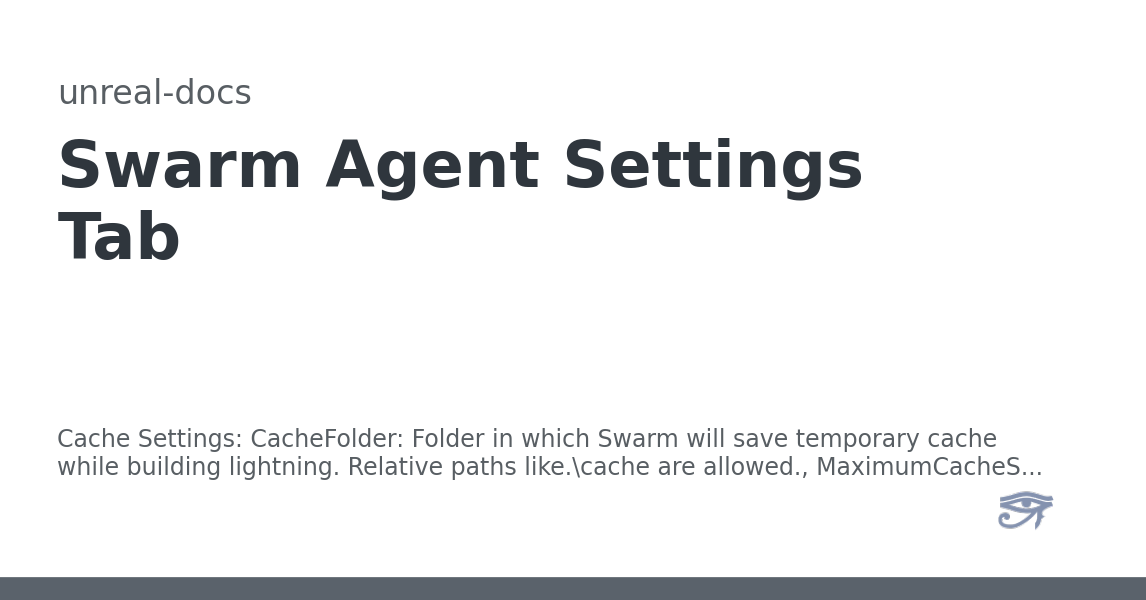 unreal-docs
Swarm Agent Settings
Tab
Cache Settings: CacheFolder: Folder in which Swarm will save temporary cache
while building lightning. Relative paths like.\cache are allowed., MaximumCacheS...